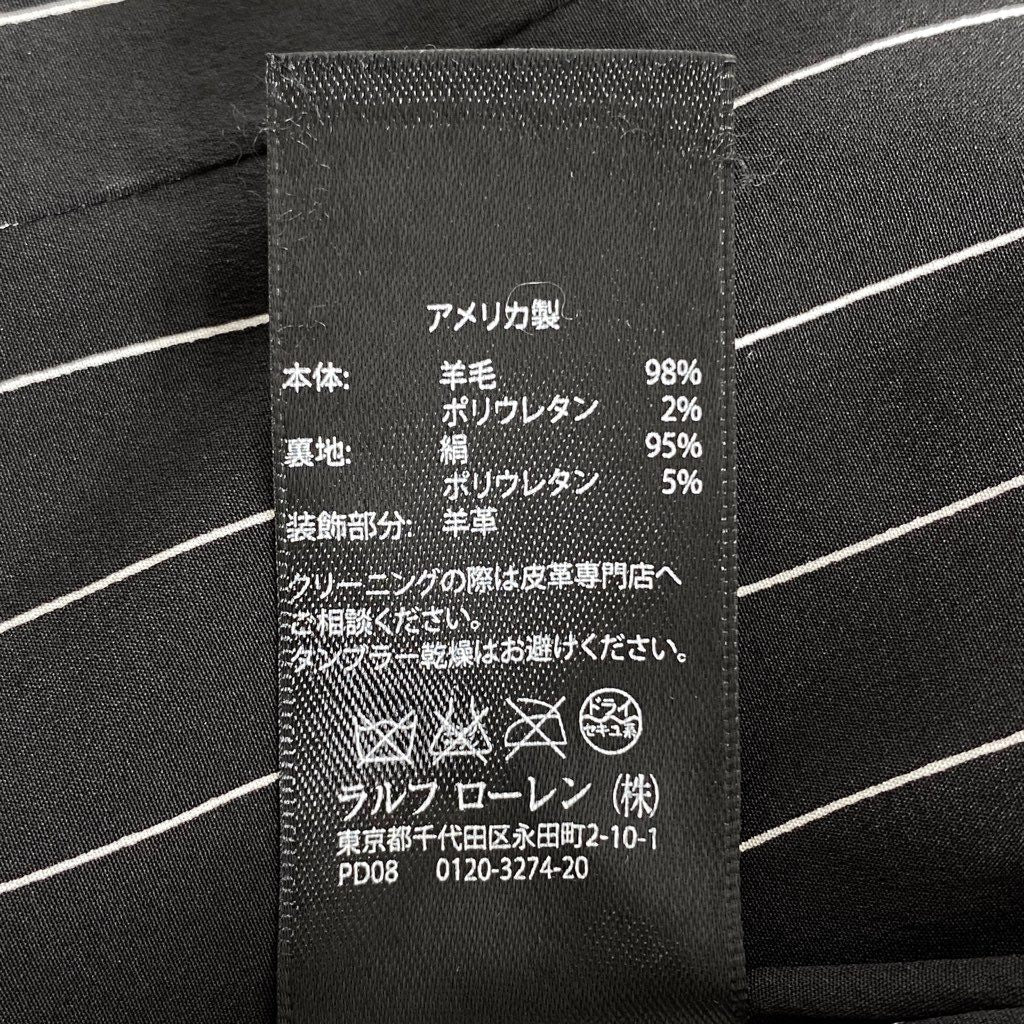 アメリカ製
本体: 羊毛 98%
ポリウレタン 2%
裏地: 絹 95%
ポリウレタン 5%
装飾部分: 羊革
クリーニングの際は皮革専門店へ
ご相談ください。
タンブラー乾燥はお避けください。
ドライ
セキユ系
ラルフ ローレン (株)
東京都千代田区永田町2-10-1
PD08 0120-3274-20